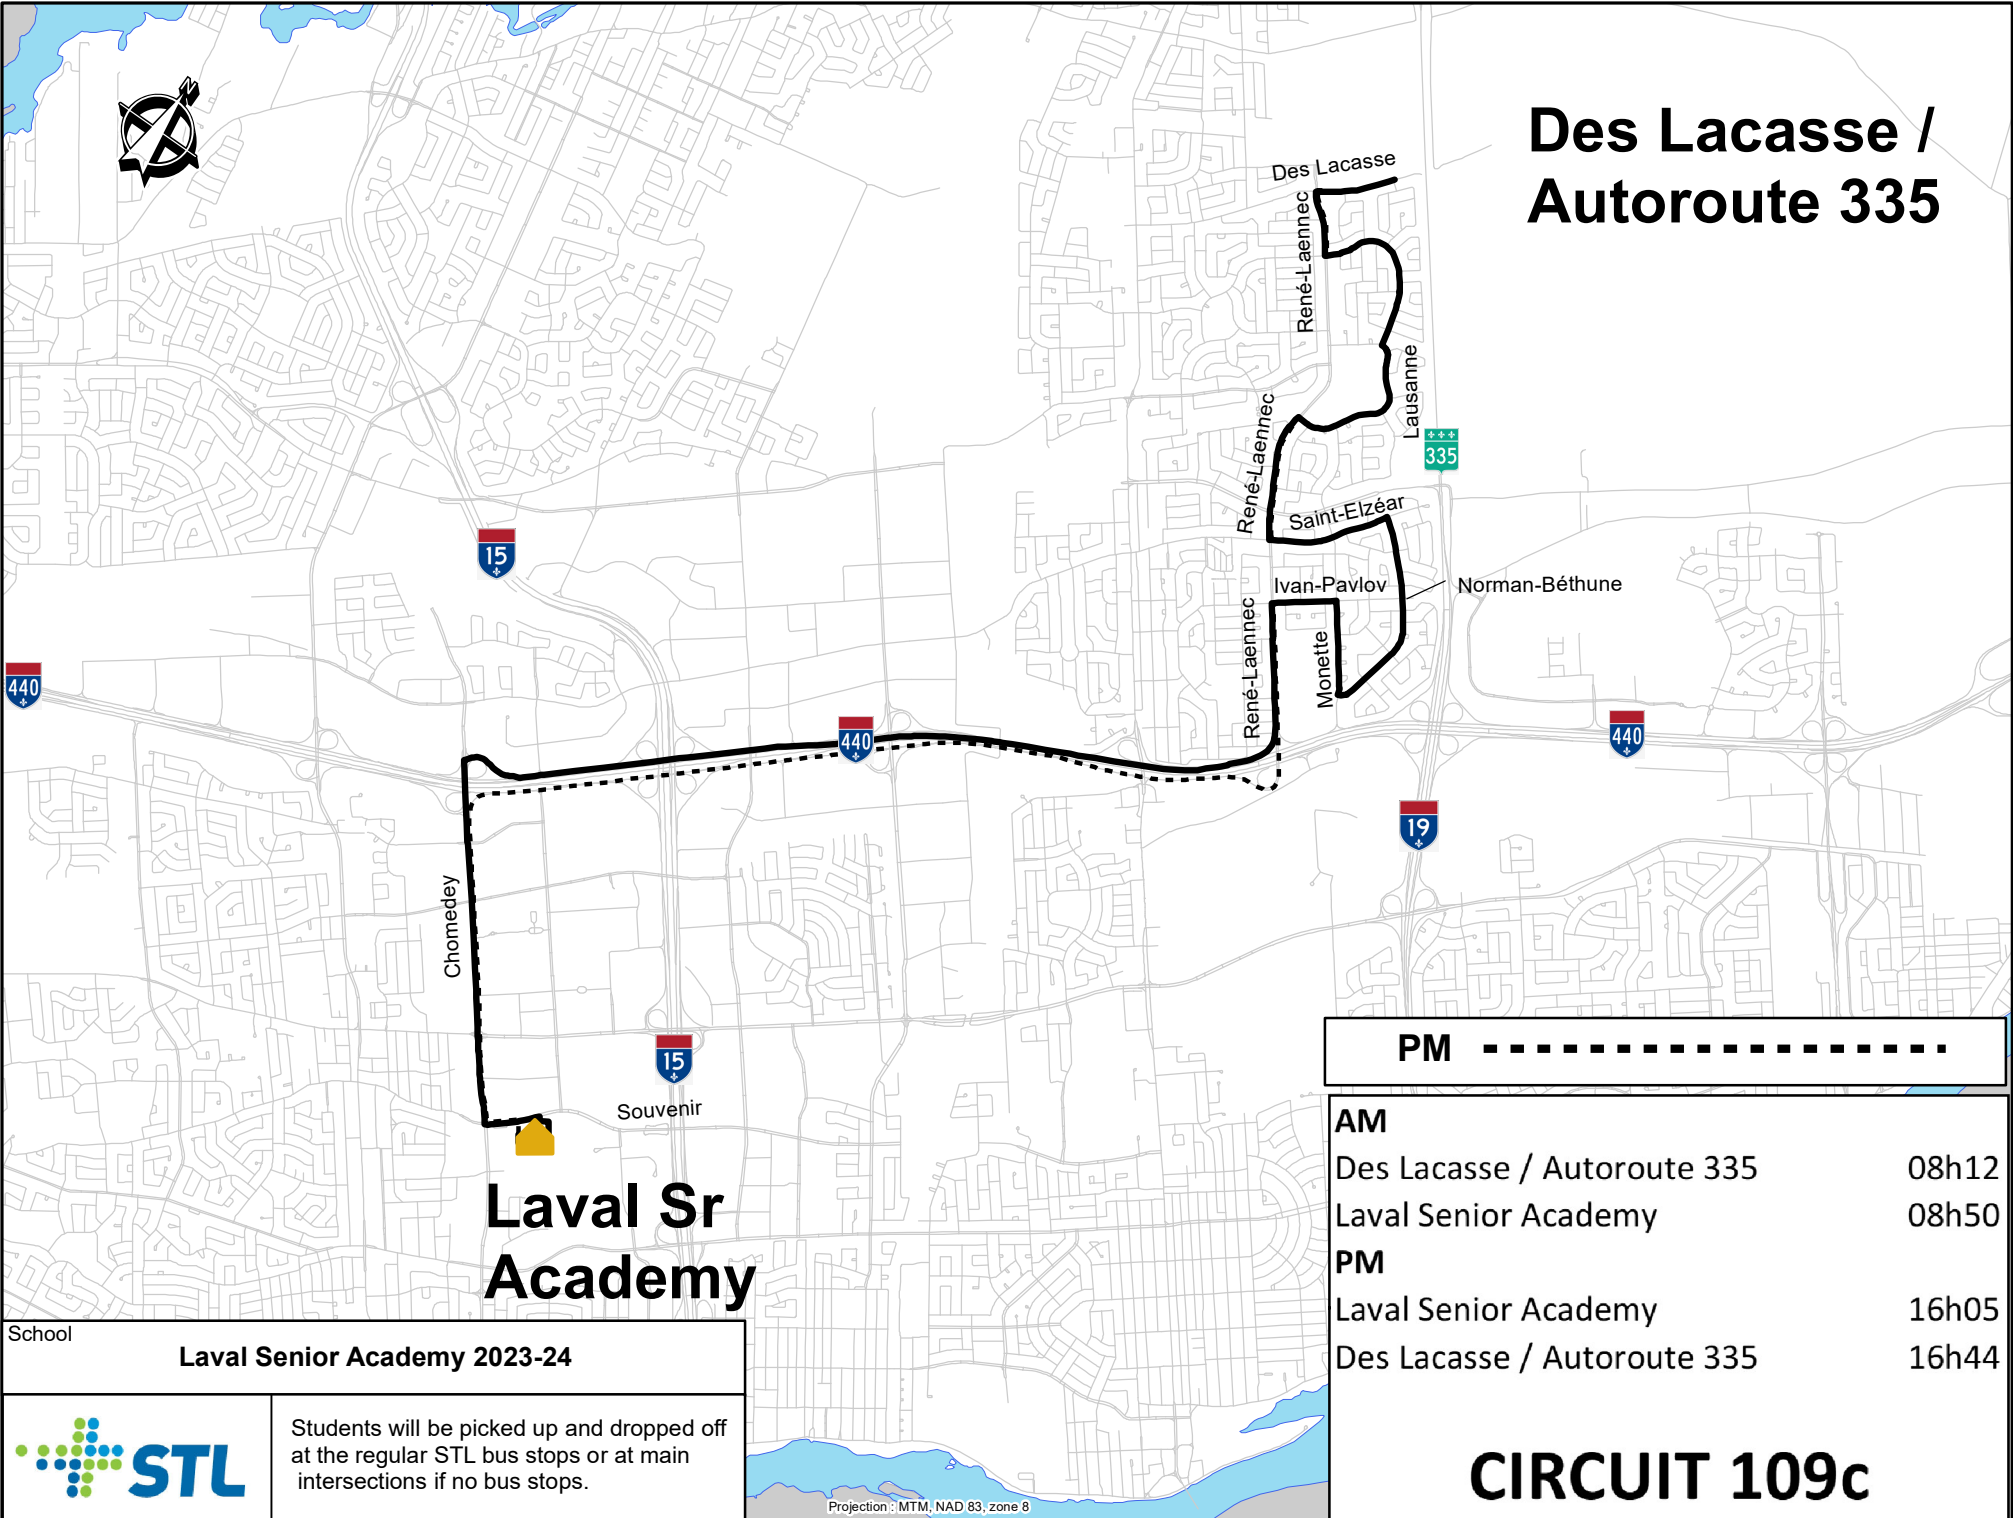 N
Des Lacasse /
Autoroute 335
Des Lacasse
René-Laennec
Lausanne
René-Laennec
335
Saint-Elzéar
15
Ivan-Pavlov
Norman-Béthune
René-Laennec
Monette
440
440
440
19
Chomedey
15
Souvenir
Laval Sr
Academy
PM
AM
Des Lacasse / Autoroute 335 08h12
Laval Senior Academy 08h50
PM
Laval Senior Academy 16h05
Des Lacasse / Autoroute 335 16h44
CIRCUIT 109c
School
Laval Senior Academy 2023-24
STL
Students will be picked up and dropped off
at the regular STL bus stops or at main
intersections if no bus stops.
Projection : MTM, NAD 83, zone 8